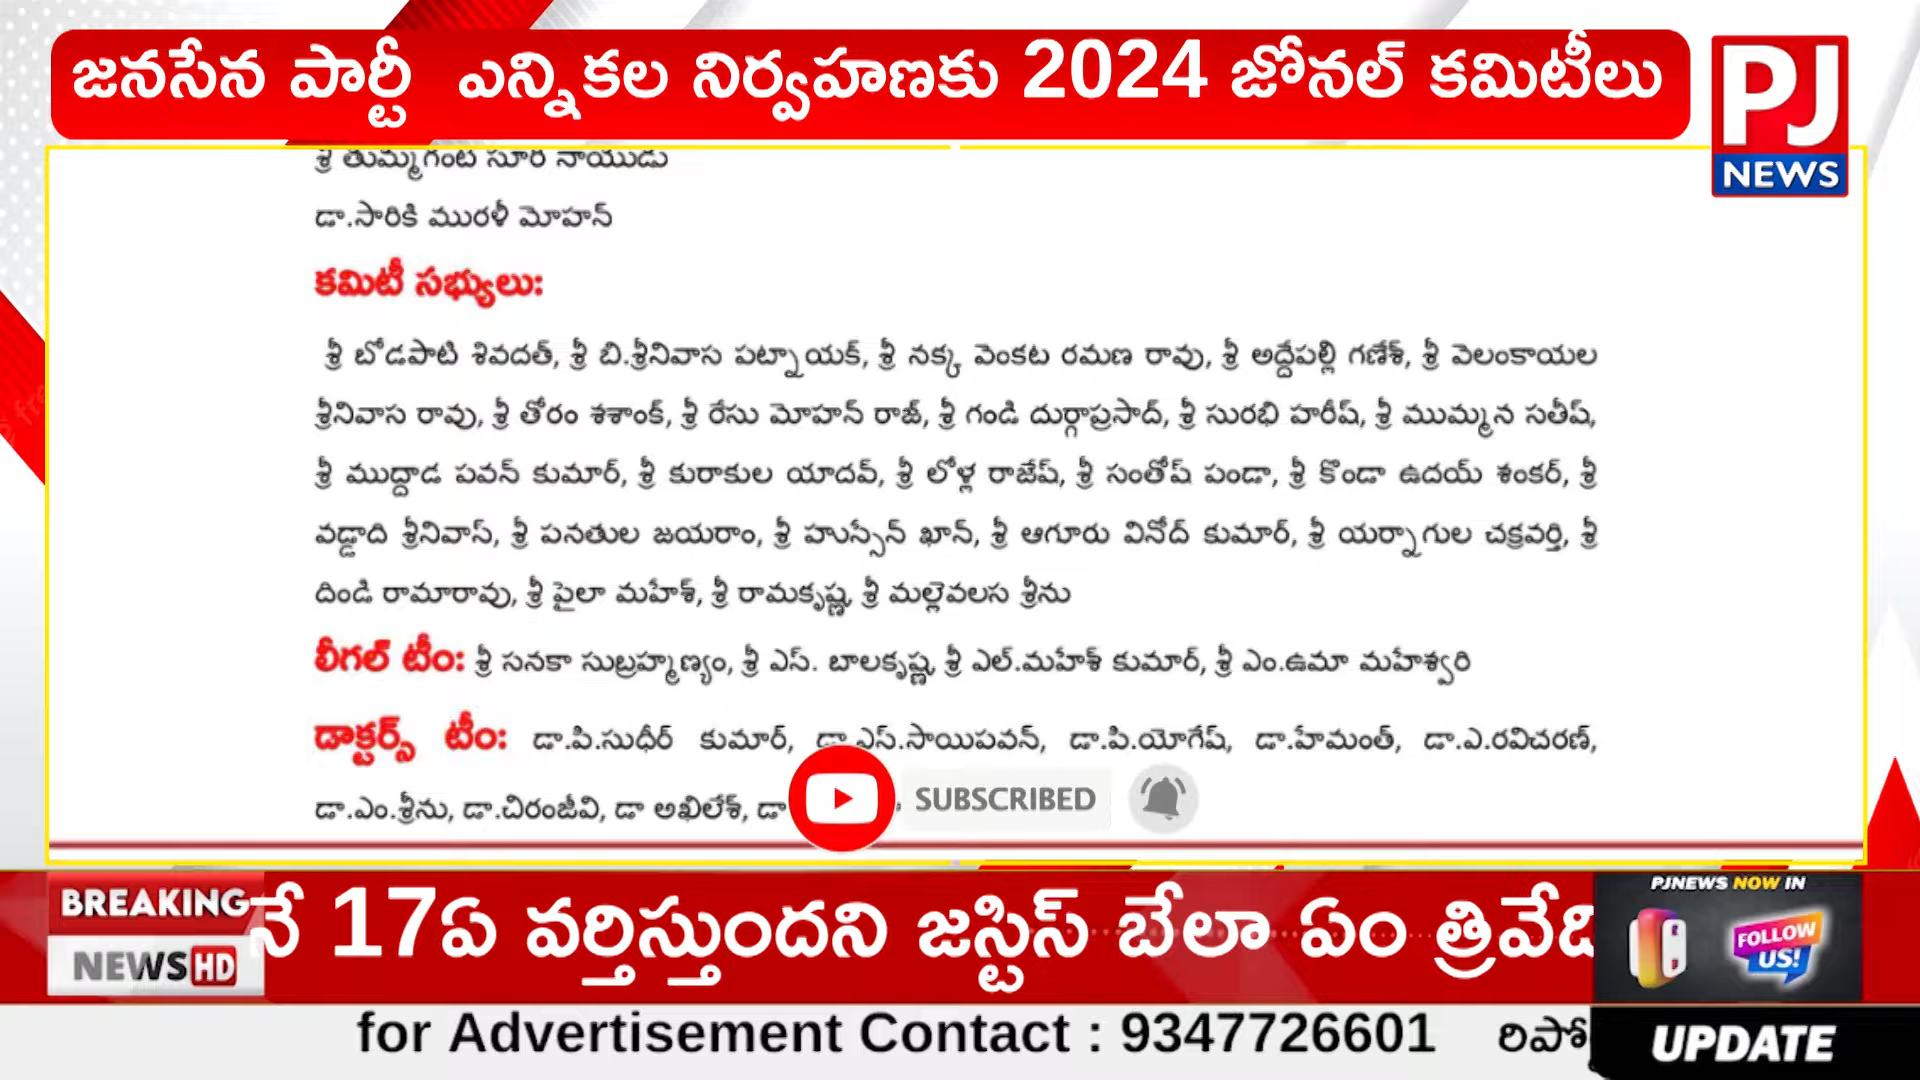 జనసేన పార్టీ ఎన్నికల నిర్వహణకు 2024 జోనల్ కమిటీలు
PJ
NEWS
శ్రీ తుమ్మగంటి సూరి నాయుడు
డా.సారికి మురళీ మోహన్
కమిటీ సభ్యులు:
శ్రీ బోడపాటి శివదత్, శ్రీ బి.శ్రీనివాస పట్నాయక్, శ్రీ నక్క వెంకట రమణ రావు, శ్రీ అద్దేపల్లి గణేశ్, శ్రీ వెలంకాయల
శ్రీనివాస రావు, శ్రీ తోరం శశాంక్, శ్రీ రేసు మోహన్ రాజ్, శ్రీ గండి దుర్గాప్రసాద్, శ్రీ సురభి హరీష్, శ్రీ ముమ్మన సతీష్,
శ్రీ ముద్దాడ పవన్ కుమార్, శ్రీ కురాకుల యాదవ్, శ్రీ లోళ్ల రాజేష్, శ్రీ సంతోష్ పండా, శ్రీ కొండా ఉదయ్ శంకర్, శ్రీ
వడ్డాది శ్రీనివాస్, శ్రీ పనతుల జయరాం, శ్రీ హుస్సేన్ ఖాన్, శ్రీ ఆగూరు వినోద్ కుమార్, శ్రీ యర్నాగుల చక్రవర్తి, శ్రీ
దిండి రామారావు, శ్రీ పైలా మహేశ్, శ్రీ రామకృష్ణ, శ్రీ మల్లెవలస శ్రీను
లీగల్ టీం: శ్రీ సనకా సుబ్రహ్మణ్యం, శ్రీ ఎస్. బాలకృష్ణ, శ్రీ ఎల్.మహేశ్ కుమార్, శ్రీ ఎం.ఉమా మహేశ్వరి
డాక్టర్స్ టీం: డా.పి.సుధీర్ కుమార్, డా.ఎస్.సాయిపవన్, డా.పి.యోగేష్, డా.హేమంత్, డా.ఎ.రవిచరణ్,
డా.ఎం.శ్రీను, డా.చిరంజీవి, డా అఖిలేశ్, డా
SUBSCRIBED
BREAKING
NEWS HD
నే 17ఏ వర్తిస్తుందని జస్టిస్ బేలా ఏం త్రివేది
PJNEWS NOW IN
FOLLOW
US!
for Advertisement Contact : 9347726601
UPDATE